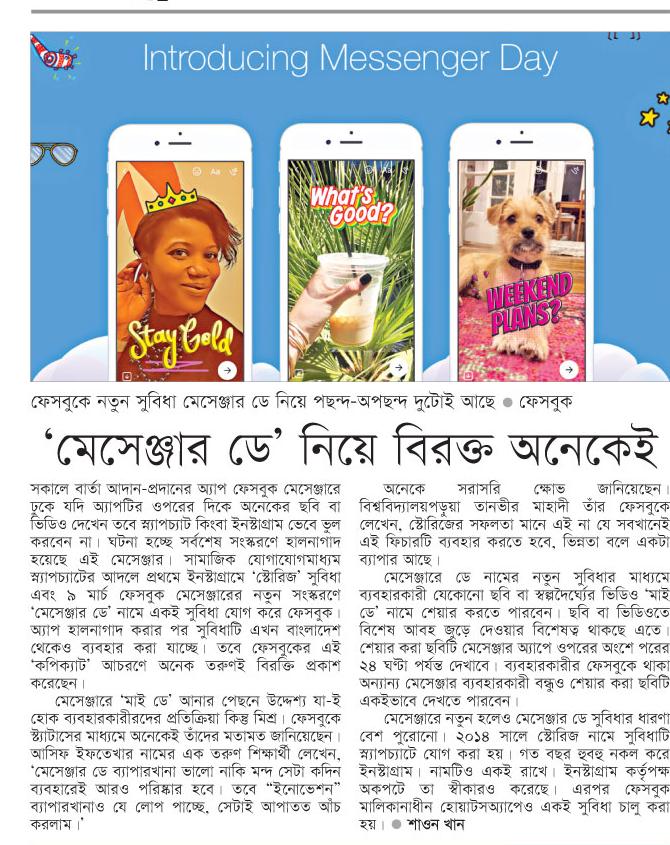 Introducing Messenger Day
Aa
Aa
What's
Good?
Stay Gold
WEEKEND
PLANS?
ফেসবুকে নতুন সুবিধা মেসেঞ্জার ডে নিয়ে পছন্দ-অপছন্দ দুটোই আছে ● ফেসবুক
‘মেসেঞ্জার ডে’ নিয়ে বিরক্ত অনেকেই
সকালে বার্তা আদান-প্রদানের অ্যাপ ফেসবুক মেসেঞ্জারে
ঢুকে যদি অ্যাপটির ওপরের দিকে অনেকের ছবি বা
ভিডিও দেখেন তবে স্ন্যাপচ্যাট কিংবা ইনস্টাগ্রাম ভেবে ভুল
করবেন না। ঘটনা হচ্ছে সর্বশেষ সংস্করণে হালনাগাদ
হয়েছে এই মেসেঞ্জার। সামাজিক যোগাযোগমাধ্যম
স্ন্যাপচ্যাটের আদলে প্রথমে ইনস্টাগ্রামে ‘স্টোরিজ’ সুবিধা
এবং ৯ মার্চ ফেসবুক মেসেঞ্জারের নতুন সংস্করণে
‘মেসেঞ্জার ডে’ নামে একই সুবিধা যোগ করে ফেসবুক।
অ্যাপ হালনাগাদ করার পর সুবিধাটি এখন বাংলাদেশ
থেকেও ব্যবহার করা যাচ্ছে। তবে ফেসবুকের এই
‘কপিক্যাট’ আচরণে অনেক তরুণই বিরক্তি প্রকাশ
করেছেন।
মেসেঞ্জারে ‘মাই ডে’ আনার পেছনে উদ্দেশ্য যা-ই
হোক ব্যবহারকারীরদের প্রতিক্রিয়া কিন্তু মিশ্র। ফেসবুকে
স্ট্যাটাসের মাধ্যমে অনেকেই তাঁদের মতামত জানিয়েছেন।
আসিফ ইফতেখার নামের এক তরুণ শিক্ষার্থী লেখেন,
‘মেসেঞ্জার ডে ব্যাপারখানা ভালো নাকি মন্দ সেটা কদিন
ব্যবহারেই আরও পরিষ্কার হবে। তবে “ইনোভেশন”
ব্যাপারখানাও যে লোপ পাচ্ছে, সেটাই আপাতত আঁচ
করলাম।’
অনেকে সরাসরি ক্ষোভ জানিয়েছেন।
বিশ্ববিদ্যালয়পড়ুয়া তানভীর মাহাদী তাঁর ফেসবুকে
লেখেন, স্টোরিজের সফলতা মানে এই না যে সবখানেই
এই ফিচারটি ব্যবহার করতে হবে, ভিন্নতা বলে একটা
ব্যাপার আছে।
মেসেঞ্জারে ডে নামের নতুন সুবিধার মাধ্যমে
ব্যবহারকারী যেকোনো ছবি বা স্বল্পদৈর্ঘ্যের ভিডিও ‘মাই
ডে’ নামে শেয়ার করতে পারবেন। ছবি বা ভিডিওতে
বিশেষ আবহ জুড়ে দেওয়ার বিশেষত্ব থাকছে এতে।
শেয়ার করা ছবিটি মেসেঞ্জার অ্যাপে ওপরের অংশে পরের
২৪ ঘণ্টা পর্যন্ত দেখাবে। ব্যবহারকারীর ফেসবুকে থাকা
অন্যান্য মেসেঞ্জার ব্যবহারকারী বন্ধুও শেয়ার করা ছবিটি
একইভাবে দেখতে পারবেন।
মেসেঞ্জারে নতুন হলেও মেসেঞ্জার ডে সুবিধার ধারণা
বেশ পুরোনো। ২০১৪ সালে স্টোরিজ নামে সুবিধাটি
স্ন্যাপচ্যাটে যোগ করা হয়। গত বছর হুবহু নকল করে
ইনস্টাগ্রাম। নামটিও একই রাখে। ইনস্টাগ্রাম কর্তৃপক্ষ
অকপটে তা স্বীকারও করেছে। এরপর ফেসবুক
মালিকানাধীন হোয়াটসঅ্যাপেও একই সুবিধা চালু করা
হয়। ● শাওন খান